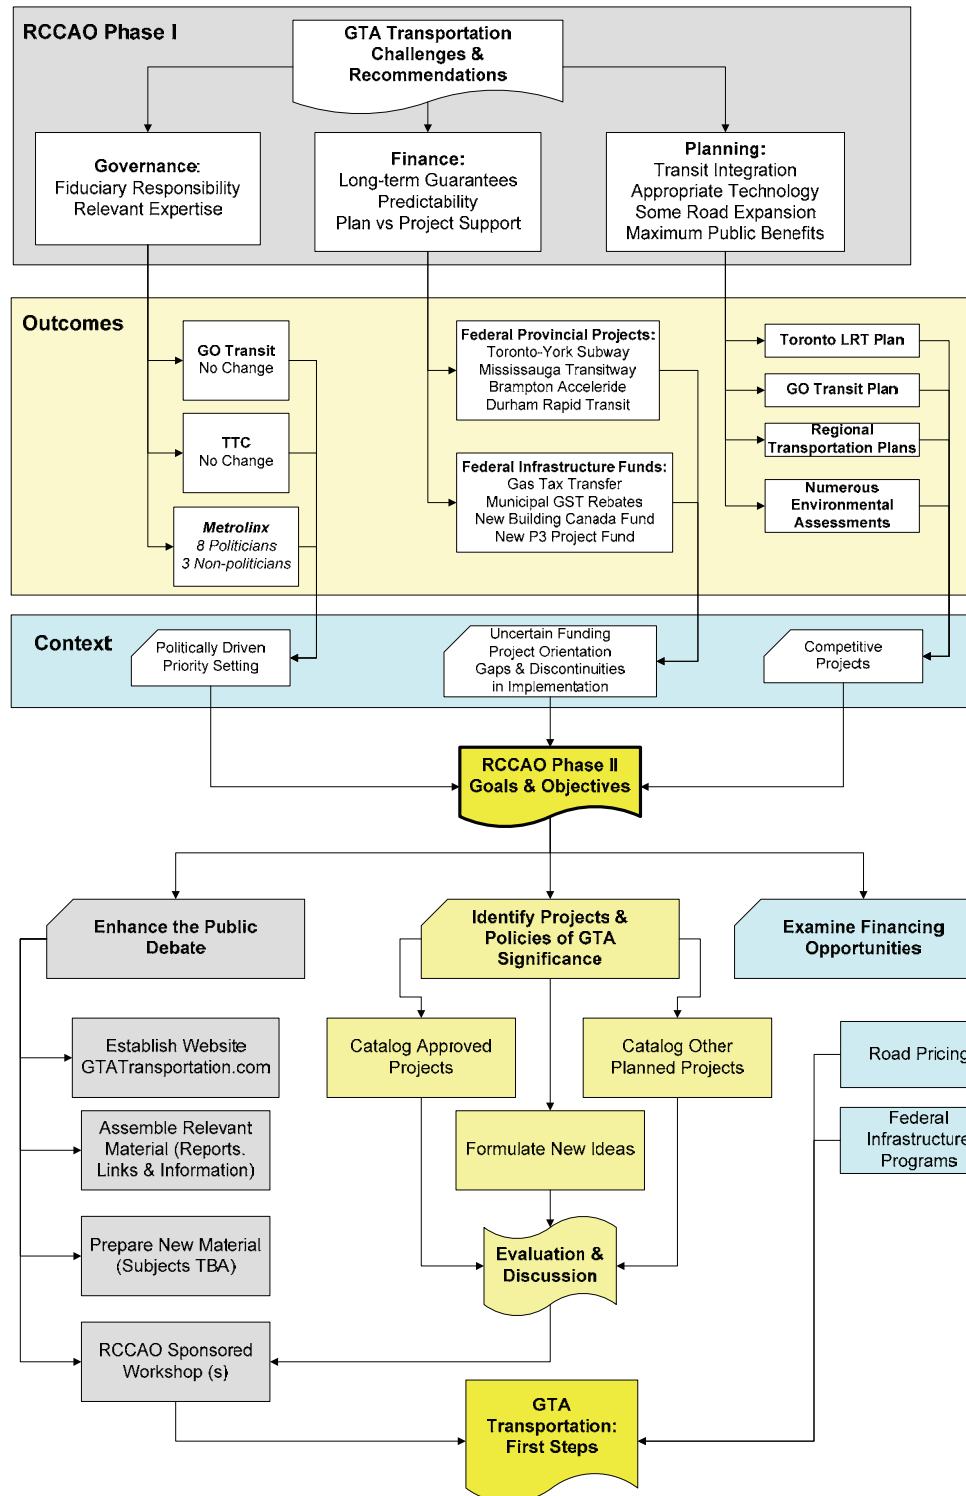 RCCAO Phase I
GTA Transportation
Challenges &
Recommendations
Governance:
Fiduciary Responsibility
Relevant Expertise
Finance:
Long-term Guarantees
Predictability
Plan vs Project Support
Planning:
Transit Integration
Appropriate Technology
Some Road Expansion
Maximum Public Benefits
Outcomes
GO Transit
No Change
TTC
No Change
Metrolinx
8 Politicians
3 Non-politicians
Federal Provincial Projects:
Toronto-York Subway
Mississauga Transitway
Brampton Acceleride
Durham Rapid Transit
Federal Infrastructure Funds:
Gas Tax Transfer
Municipal GST Rebates
New Building Canada Fund
New P3 Project Fund
Toronto LRT Plan
GO Transit Plan
Regional
Transportation Plans
Numerous
Environmental
Assessments
Context
Politically Driven
Priority Setting
Uncertain Funding
Project Orientation
Gaps & Discontinuities
in Implementation
Competitive
Projects
RCCAO Phase II
Goals & Objectives
Enhance the Public
Debate
Identify Projects &
Policies of GTA
Significance
Examine Financing
Opportunities
Establish Website
GTATransportation.com
Catalog Approved
Projects
Catalog Other
Planned Projects
Road Pricing
Assemble Relevant
Material (Reports.
Links & Information)
Formulate New Ideas
Federal
Infrastructure
Programs
Prepare New Material
(Subjects TBA)
Evaluation &
Discussion
RCCAO Sponsored
Workshop (s)
GTA
Transportation:
First Steps